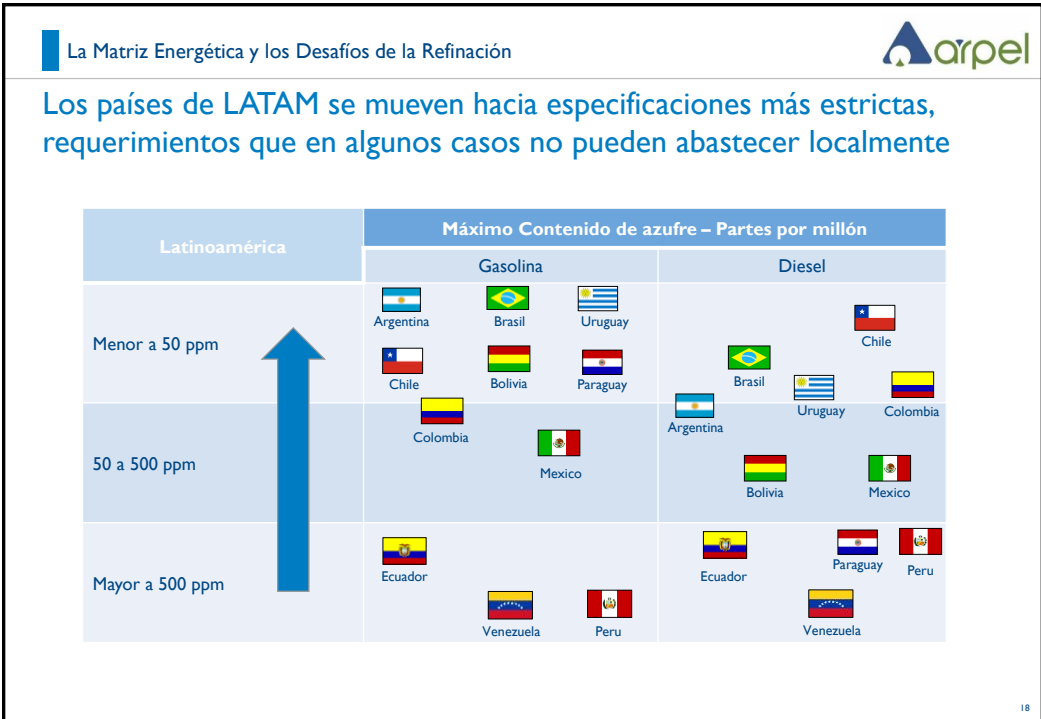 La Matriz Energética y los Desafíos de la Refinación
arpel
Los países de LATAM se mueven hacia especificaciones más estrictas,
requerimientos que en algunos casos no pueden abastecer localmente
Latinoamérica
Máximo Contenido de azufre – Partes por millón
Gasolina
Diesel
Menor a 50 ppm
Argentina
Brasil
Uruguay
Chile
Bolivia
Paraguay
Chile
Brasil
Uruguay
Colombia
50 a 500 ppm
Colombia
Mexico
Argentina
Bolivia
Mexico
Mayor a 500 ppm
Ecuador
Venezuela
Peru
Ecuador
Paraguay
Peru
Venezuela
18